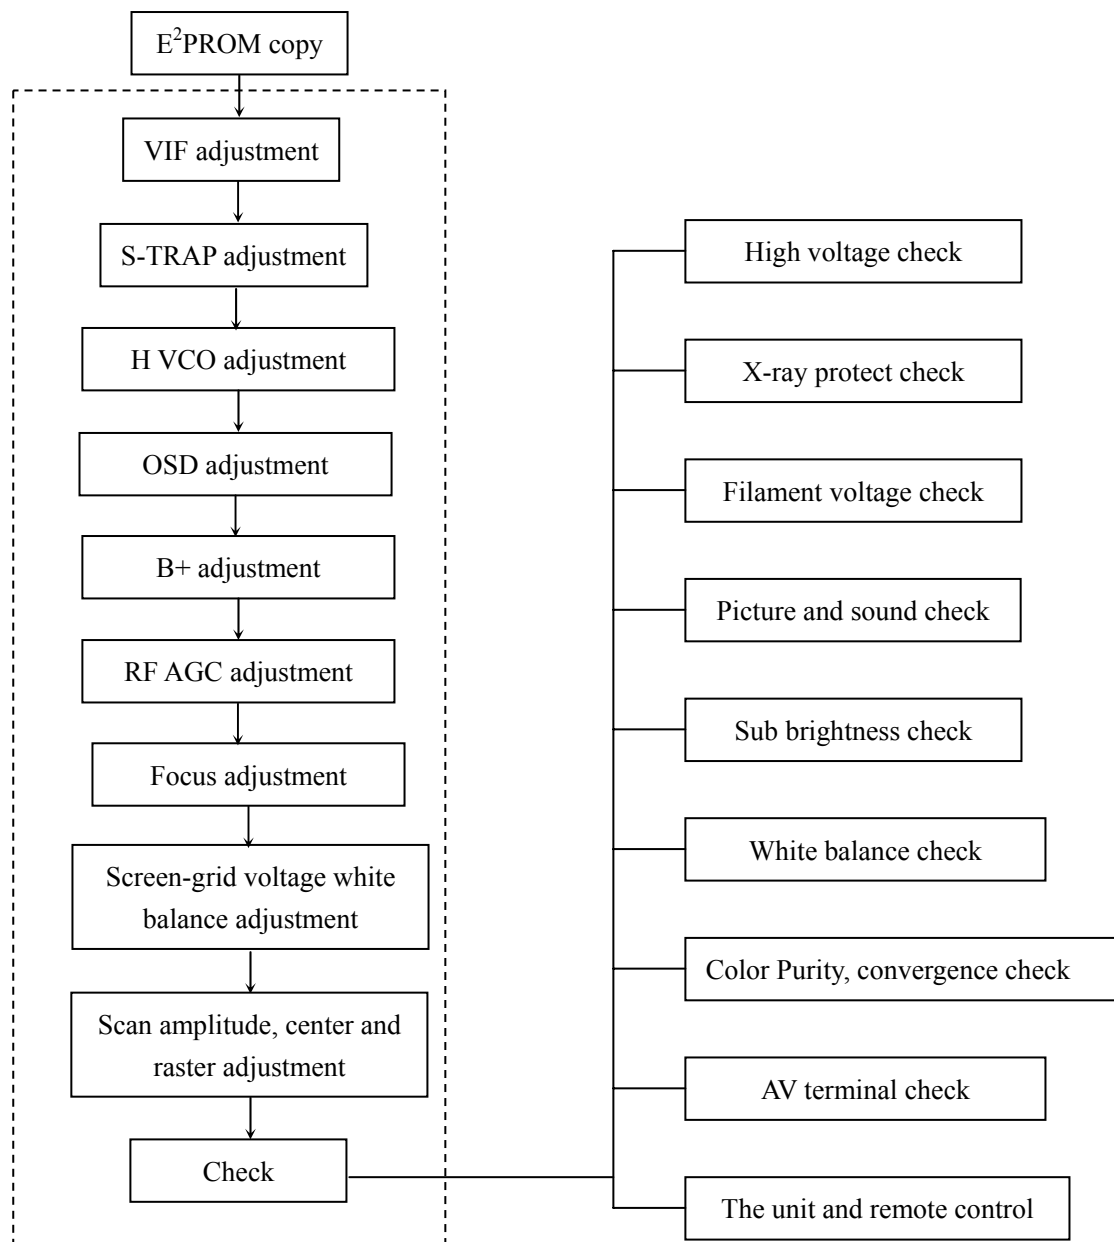 E²PROM copy
VIF adjustment
S-TRAP adjustment
H VCO adjustment
OSD adjustment
B+ adjustment
RF AGC adjustment
Focus adjustment
Screen-grid voltage white
balance adjustment
Scan amplitude, center and
raster adjustment
Check
High voltage check
X-ray protect check
Filament voltage check
Picture and sound check
Sub brightness check
White balance check
Color Purity, convergence check
AV terminal check
The unit and remote control